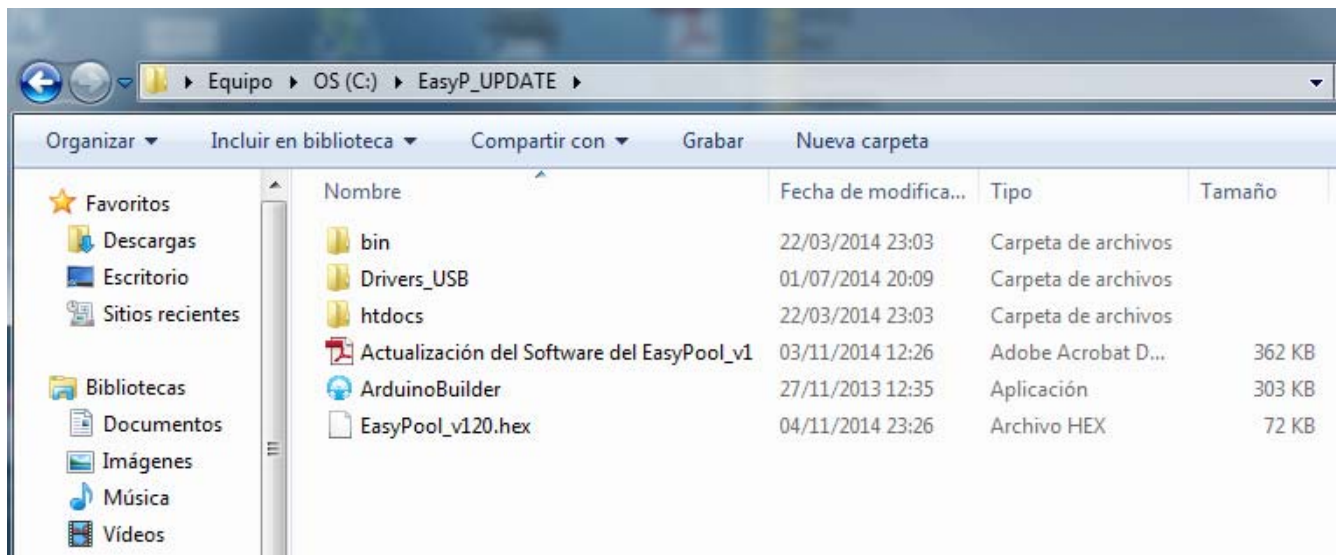 Equipo ▸ OS (C:) ▸ EasyP_UPDATE ▸
Organizar Incluir en biblioteca Compartir con Grabar Nueva carpeta
Favoritos
Descargas
Escritorio
Sitios recientes
Bibliotecas
Documentos
Imágenes
Música
Vídeos
Nombre Fecha de modifica... Tipo Tamaño
bin 22/03/2014 23:03 Carpeta de archivos
Drivers_USB 01/07/2014 20:09 Carpeta de archivos
htdocs 22/03/2014 23:03 Carpeta de archivos
Actualización del Software del EasyPool_v1 03/11/2014 12:26 Adobe Acrobat D... 362 KB
ArduinoBuilder 27/11/2013 12:35 Aplicación 303 KB
EasyPool_v120.hex 04/11/2014 23:26 Archivo HEX 72 KB